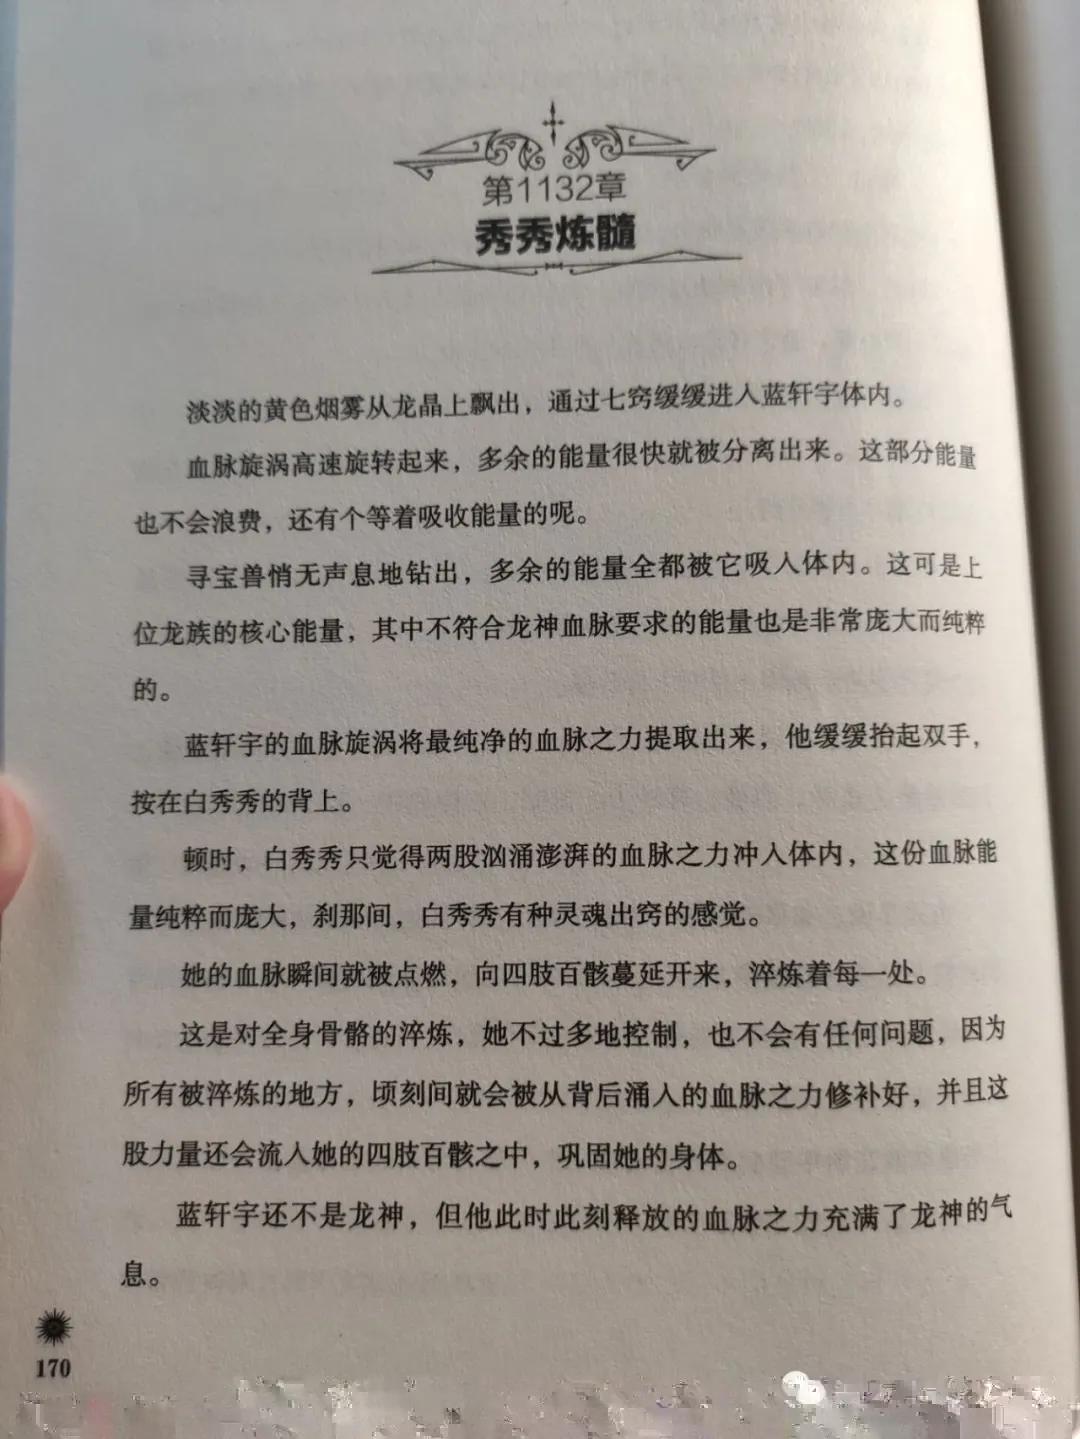 第1132章
秀秀炼髓
淡淡的黄色烟雾从龙晶上飘出，通过七窍缓缓进入蓝轩宇体内。
血脉旋涡高速旋转起来，多余的能量很快就被分离出来。这部分能量
也不会浪费，还有个等着吸收能量的呢。
寻宝兽悄无声息地钻出，多余的能量全都被它吸入体内。这可是上
位龙族的核心能量，其中不符合龙神血脉要求的能量也是非常庞大而纯粹
的。
蓝轩宇的血脉旋涡将最纯净的血脉之力提取出来，他缓缓抬起双手，
按在白秀秀的背上。
顿时，白秀秀只觉得两股汹涌澎湃的血脉之力冲入体内，这份血脉能
量纯粹而庞大，刹那间，白秀秀有种灵魂出窍的感觉。
她的血脉瞬间就被点燃，向四肢百骸蔓延开来，淬炼着每一处。
这是对全身骨骼的淬炼，她不过多地控制，也不会有任何问题，因为
所有被淬炼的地方，顷刻间就会被从背后涌入的血脉之力修补好，并且这
股力量还会流入她的四肢百骸之中，巩固她的身体。
蓝轩宇还不是龙神，但他此时此刻释放的血脉之力充满了龙神的气
息。
170